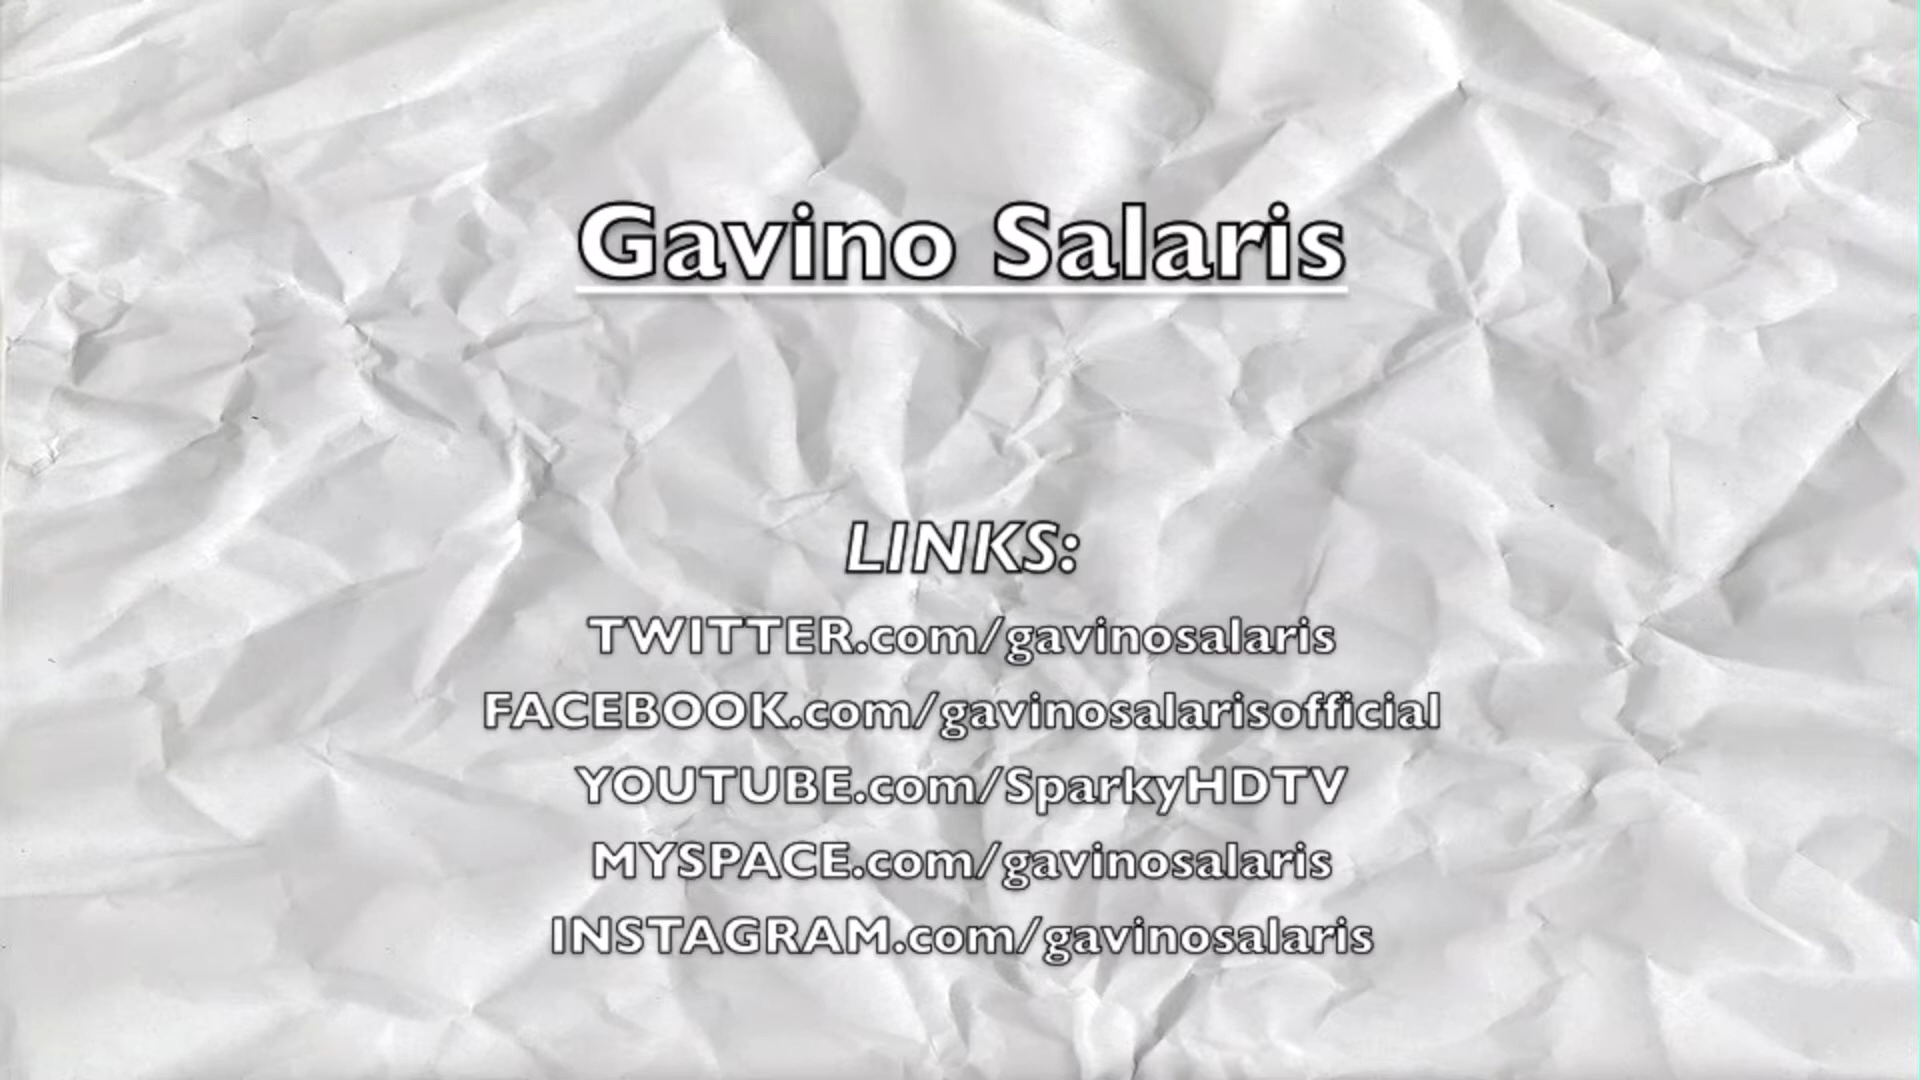 Gavino Salaris
LINKS:
TWITTER.com/gavinosalaris
FACEBOOK.com/gavinosalarisofficial
YOUTUBE.com/SparkyHDTV
MYSPACE.com/gavinosalaris
INSTAGRAM.com/gavinosalaris